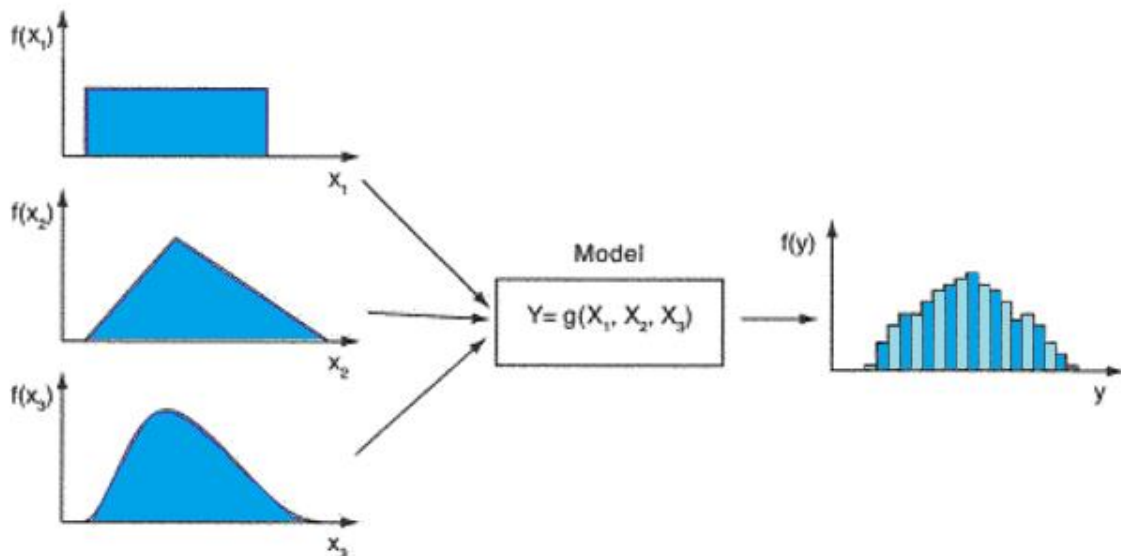 f(X₁)
X₁
f(x₂)
X₂
f(x₃)
X₃
Model
Y= g(X₁, X₂, X₃)
f(y)
y